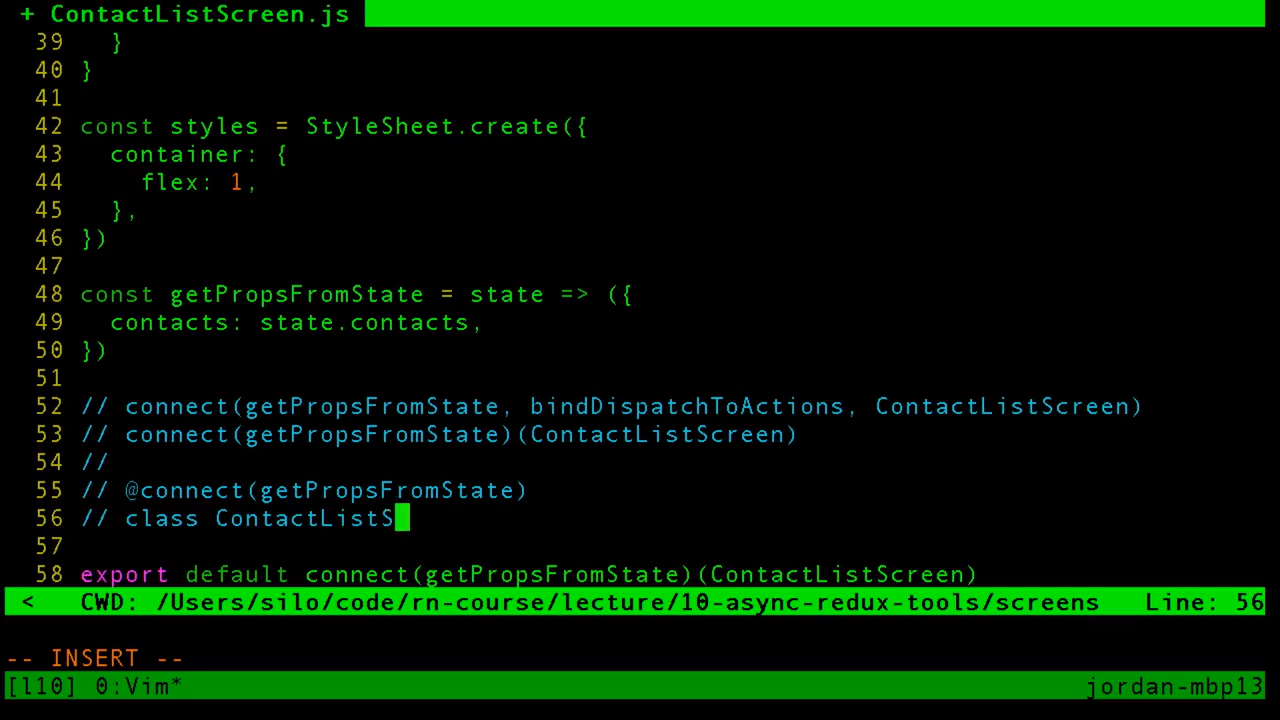 + ContactListScreen.js
39   }
40 }
41
42 const styles = StyleSheet.create({
43   container: {
44     flex: 1,
45   },
46 })
47
48 const getPropsFromState = state => ({
49   contacts: state.contacts,
50 })
51
52 // connect(getPropsFromState, bindDispatchToActions, ContactListScreen)
53 // connect(getPropsFromState)(ContactListScreen)
54 //
55 // @connect(getPropsFromState)
56 // class ContactListS
57
58 export default connect(getPropsFromState)(ContactListScreen)
<   CWD: /Users/silo/code/rn-course/lecture/10-async-redux-tools/screens   Line: 56
-- INSERT --
[l10] 0:Vim* jordan-mbp13